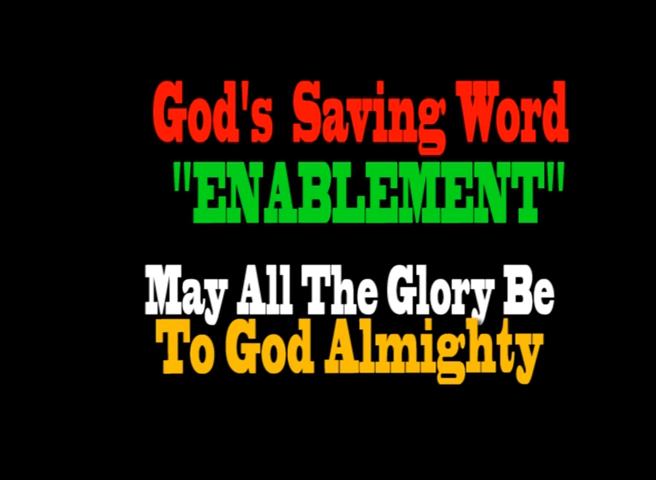 God's Saving Word
"ENABLEMENT"
May All The Glory Be
To God Almighty